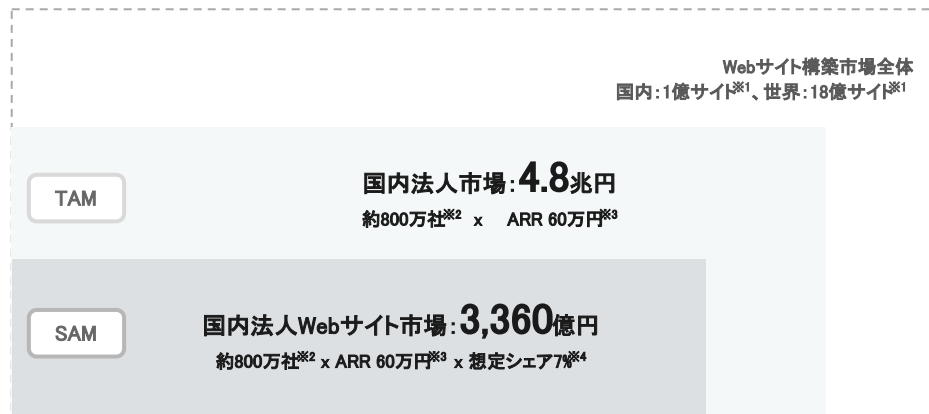 Webサイト構築市場全体
国内：1億サイト※1、世界：18億サイト※1
TAM
国内法人市場：4.8兆円
約800万社※2 x ARR 60万円※3
SAM
国内法人Webサイト市場：3,360億円
約800万社※2 x ARR 60万円※3 x 想定シェア7%※4